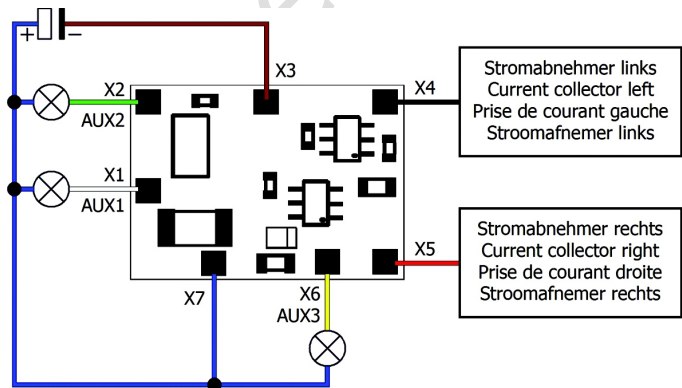 + −
X3
X2
AUX2
X4
Stromabnehmer links
Current collector left
Prise de courant gauche
Stroomafnemer links
X1
AUX1
X5
Stromabnehmer rechts
Current collector right
Prise de courant droite
Stroomafnemer rechts
X7
X6
AUX3